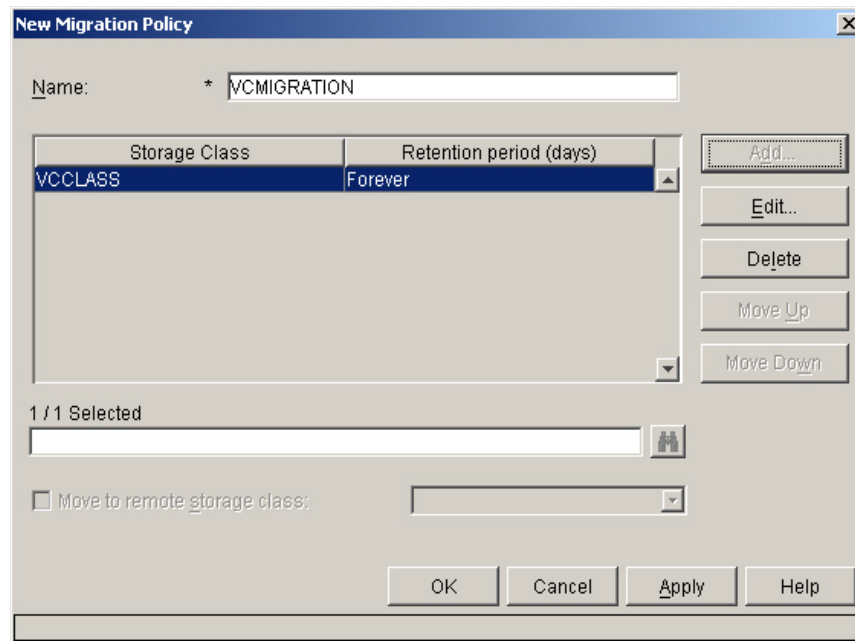 New Migration Policy
Name: * VCMIGRATION
Storage Class Retention period (days)
VCCLASS Forever
Add...
Edit...
Delete
Move Up
Move Down
1 / 1 Selected
Move to remote storage class:
OK Cancel Apply Help